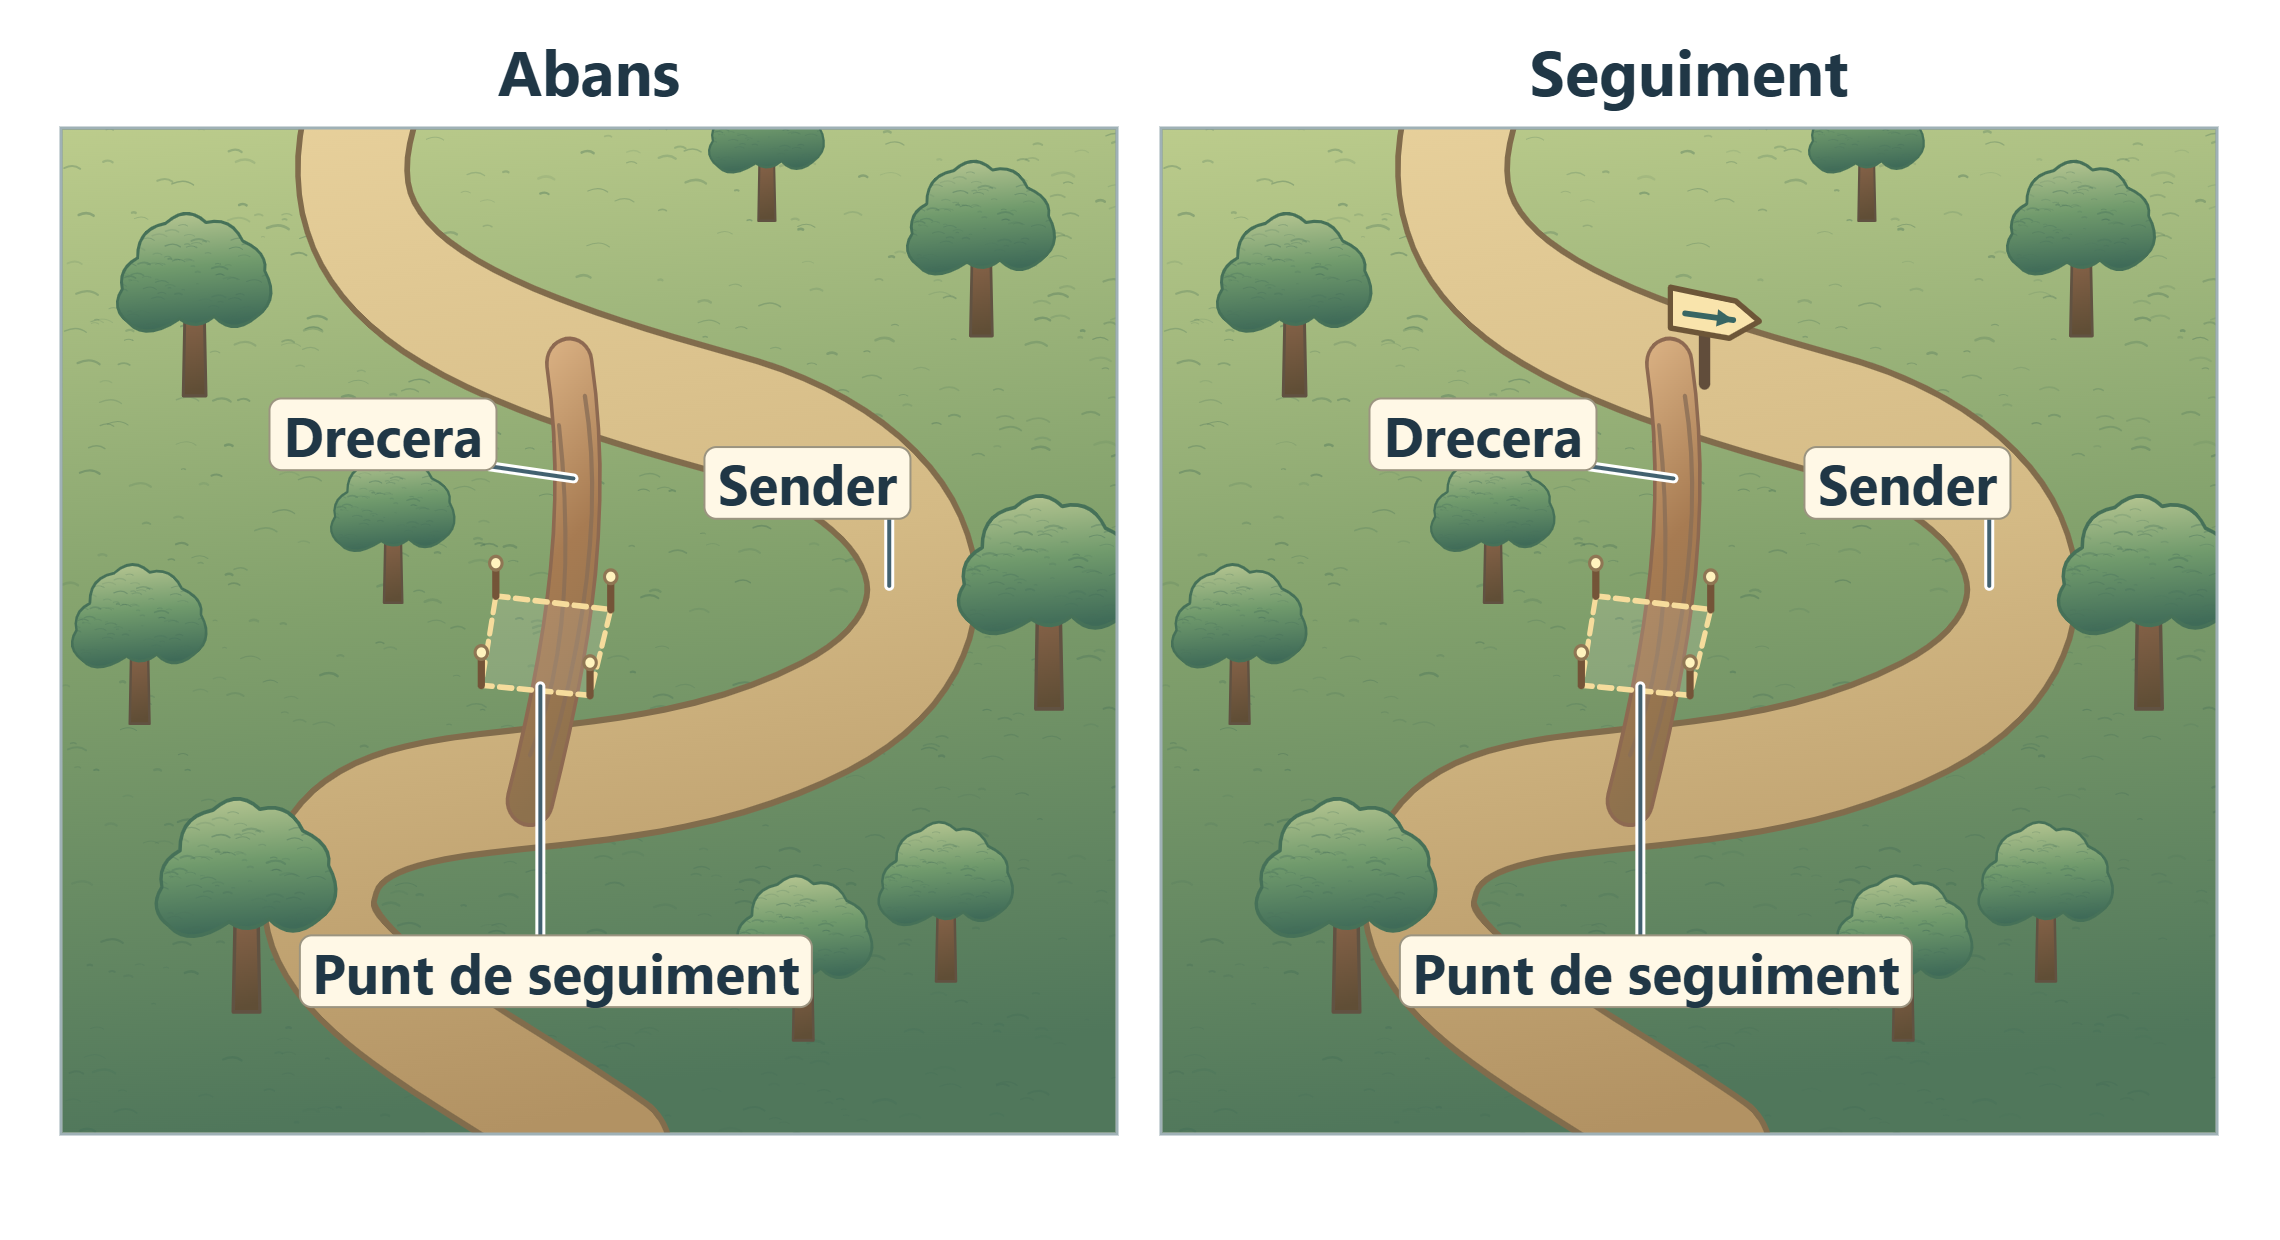 Abans
Drecera
Sender
Punt de seguiment
Seguiment
Drecera
Sender
Punt de seguiment